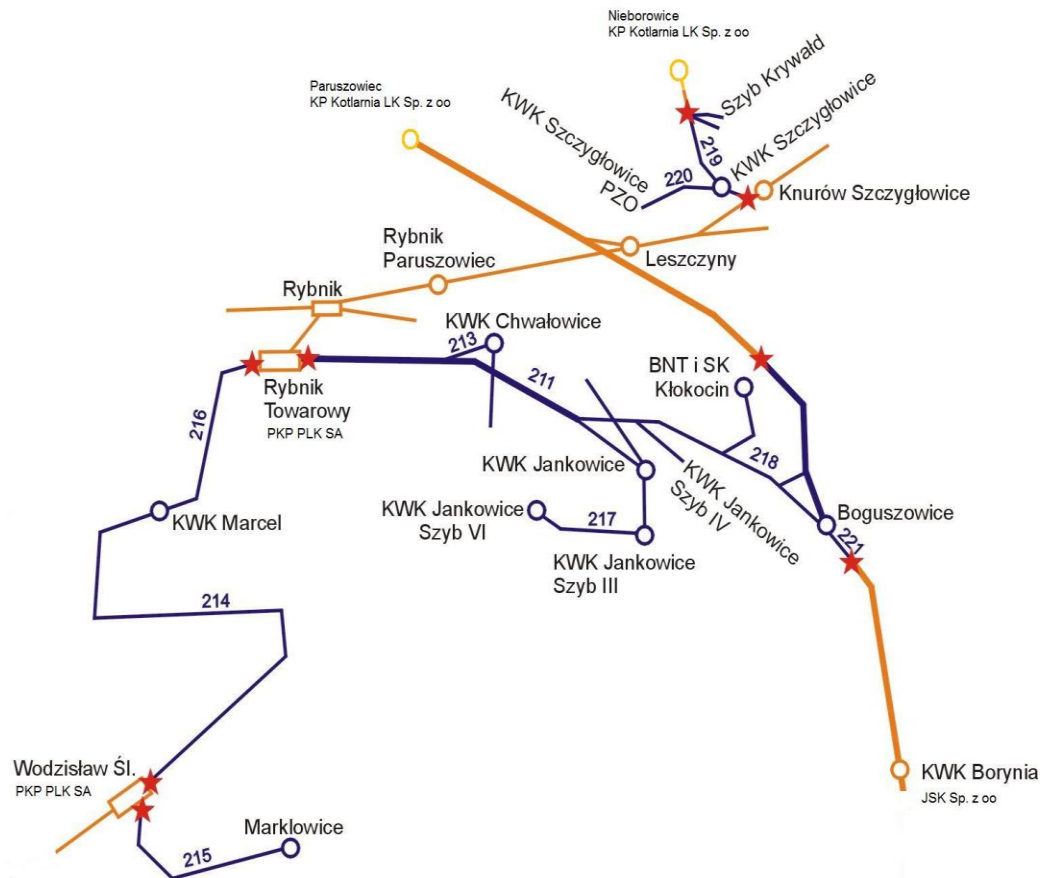 Nieborowice
KP Kotlarnia LK Sp. z oo
Paruszowiec
KP Kotlarnia LK Sp. z oo
Szyb Krywałd
KWK Szczygłowice
KWK Szczygłowice
PZO
219
220
Knurów Szczygłowice
Rybnik
Paruszowiec
Leszczyny
Rybnik
KWK Chwałowice
213
BNT i SK
Kłokocin
Rybnik
Towarowy
PKP PLK SA
211
216
218
KWK Jankowice
KWK Jankowice
Szyb IV
KWK Marcel
KWK Jankowice
Szyb VI
217
Boguszowice
221
KWK Jankowice
Szyb III
214
Wodzisław Śl.
PKP PLK SA
KWK Borynia
JSK Sp. z oo
Marklowice
215